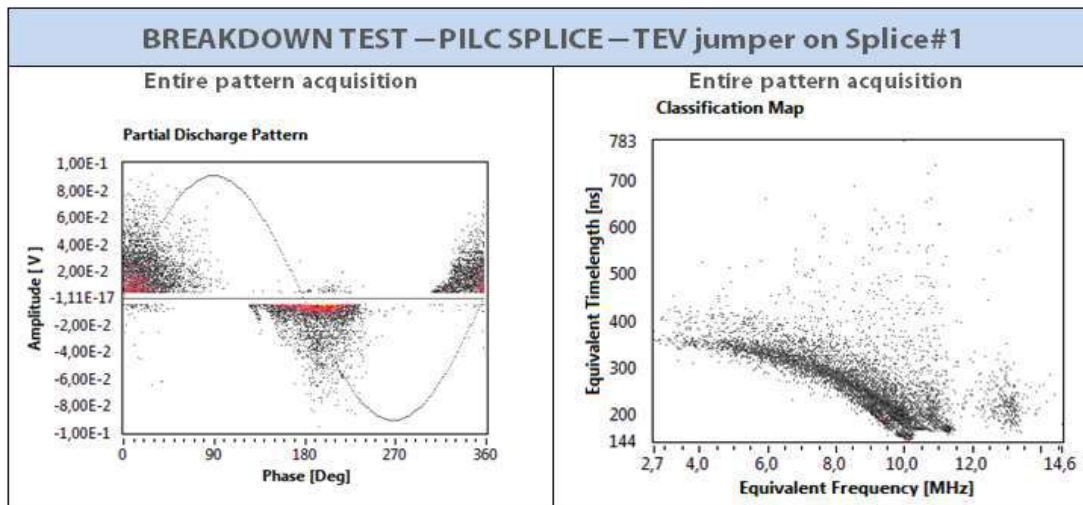 BREAKDOWN TEST – PILC SPLICE – TEV jumper on Splice#1
Entire pattern acquisition
Partial Discharge Pattern
1,00E-1
8,00E-2
6,00E-2
4,00E-2
2,00E-2
-1,11E-17
-2,00E-2
-4,00E-2
-6,00E-2
-8,00E-2
-1,00E-1
Amplitude [ V ]
0 90 180 270 360
Phase [Deg]
Entire pattern acquisition
Classification Map
783
700
600
500
400
300
200
144
Equivalent Timelength [ns]
2,7 4,0 6,0 8,0 10,0 12,0 14,6
Equivalent Frequency [MHz]